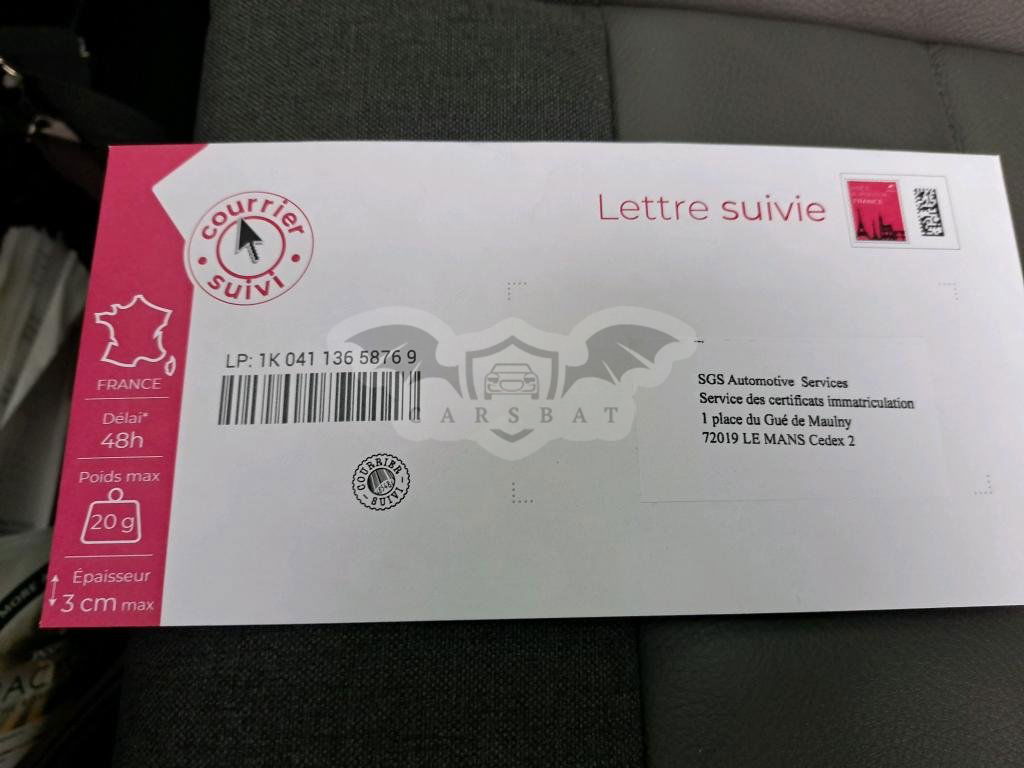 courrier
suivi
Lettre suivie
FRANCE
LP: 1K 041 136 5876 9
FRANCE
Délai*
48h
Poids max
20 g
Épaisseur
3 cm max
CARSBAT
SGS Automotive Services
Service des certificats immatriculation
1 place du Gué de Maulny
72019 LE MANS Cedex 2
COURRIER
SUIVI